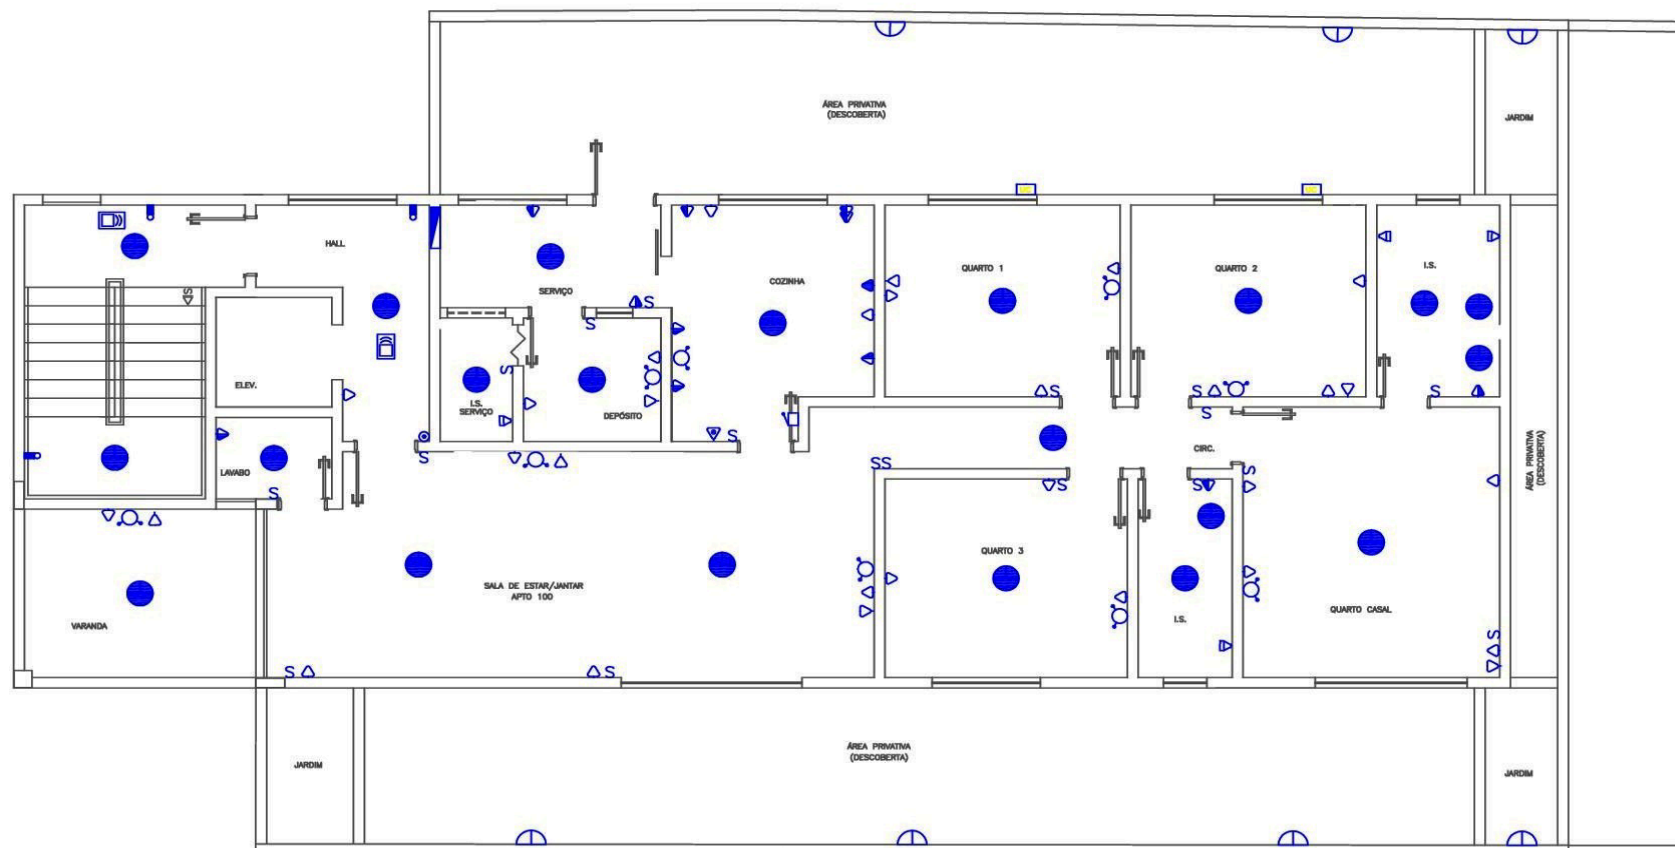 ÁREA PRIVATIVA
(DESCOBERTA)
JARDIM
HALL
SERVIÇO
COZINHA
QUARTO 1
QUARTO 2
I.S.
S
S
S
ELEV.
I.S.
SERVIÇO
S
DEPÓSITO
S
S
S
S
S
S
LAVABO
S
SS
CIRC.
S
S
S
ÁREA PRIVATIVA
(DESCOBERTA)
S
QUARTO 3
SALA DE ESTAR/JANTAR
APTO 100
VARANDA
I.S.
QUARTO CASAL
S
S
S
ÁREA PRIVATIVA
(DESCOBERTA)
JARDIM
JARDIM